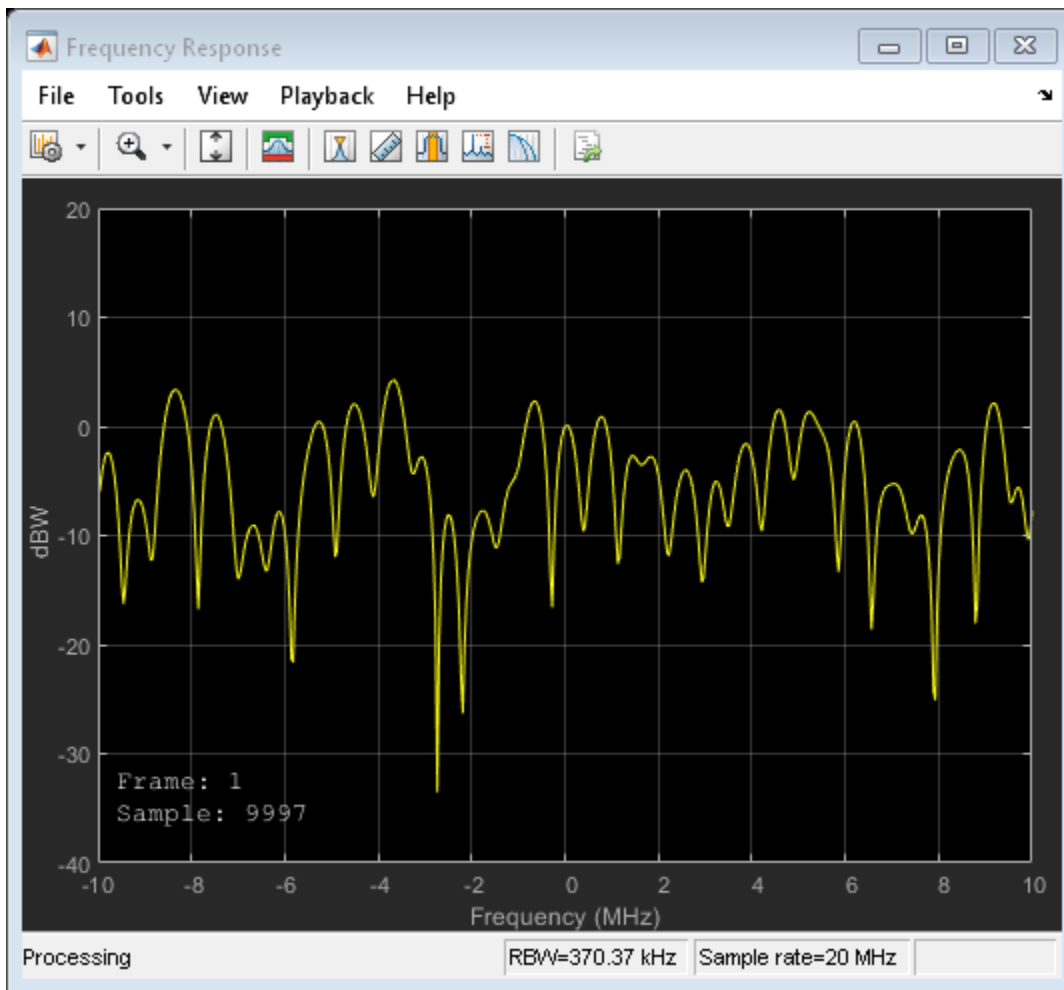 Frequency Response
File Tools View Playback Help
20
10
0
-10
-20
-30
-40
dBW
Frame: 1
Sample: 9997
-10 -8 -6 -4 -2 0 2 4 6 8 10
Frequency (MHz)
Processing RBW=370.37 kHz Sample rate=20 MHz